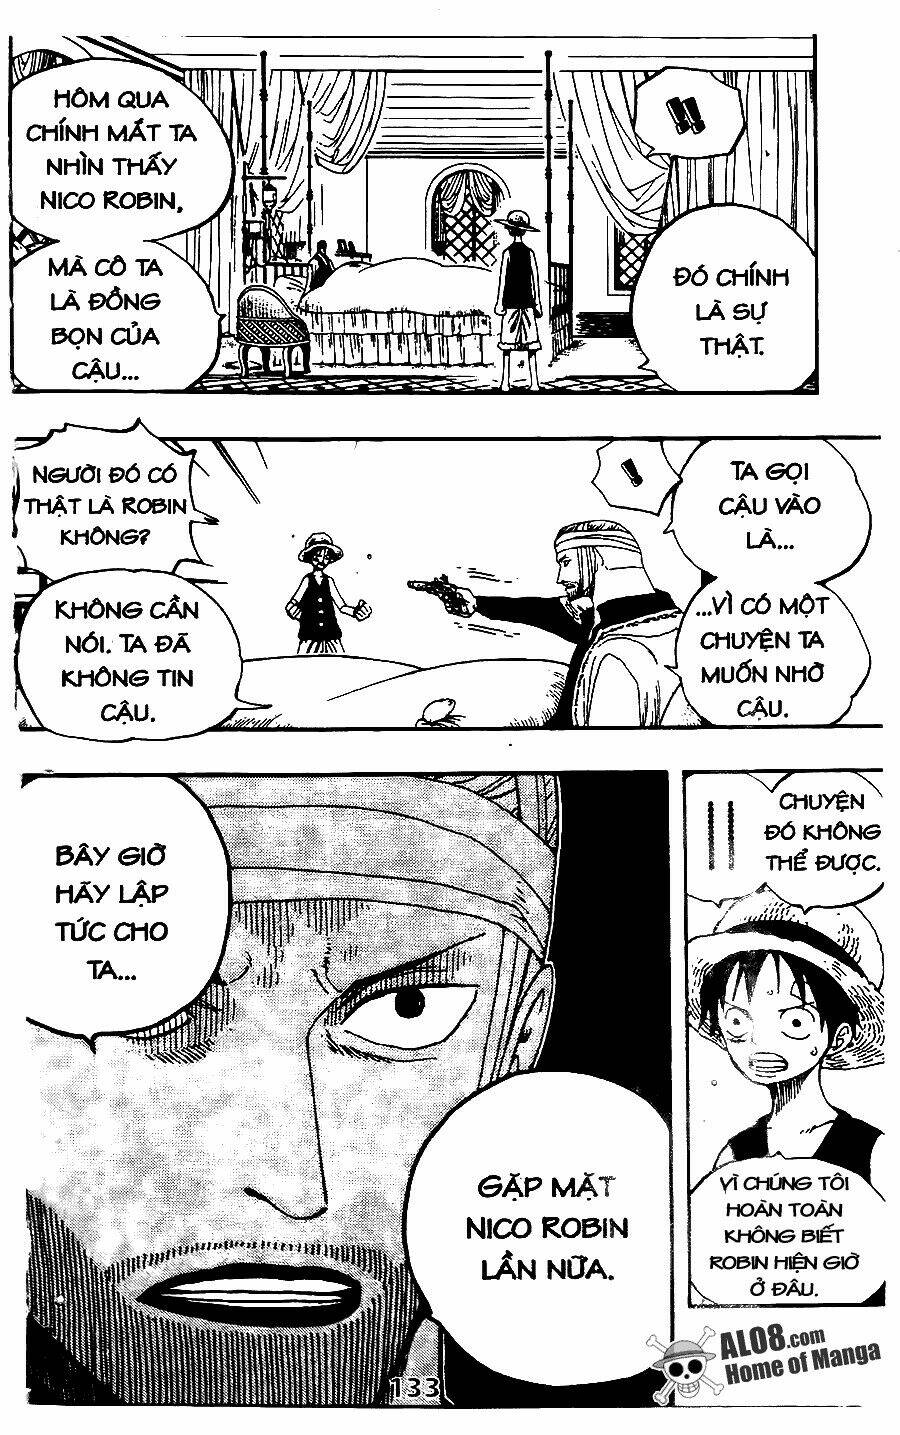 HÔM QUA
CHÍNH MẮT TA
NHÌN THẤY
NICO ROBIN,
MÀ CÔ TA
LÀ ĐỒNG
BỌN CỦA
CẬU...
!!
ĐÓ CHÍNH
LÀ SỰ
THẬT.
NGƯỜI ĐÓ CÓ
THẬT LÀ ROBIN
KHÔNG?
KHÔNG CẦN
NÓI. TA ĐÃ
KHÔNG TIN
CẬU.
!!
TA GỌI
CẬU VÀO
LÀ...
...VÌ CÓ MỘT
CHUYỆN TA
MUỐN NHỜ
CẬU.
BÂY GIỜ
HÃY LẬP
TỨC CHO
TA...
GẶP MẶT
NICO ROBIN
LẦN NỮA.
CHUYỆN
ĐÓ KHÔNG
THỂ ĐƯỢC.
VÌ CHÚNG TÔI
HOÀN TOÀN
KHÔNG BIẾT
ROBIN HIỆN GIỜ
Ở ĐÂU.
133
ALO8.com
Home of Manga